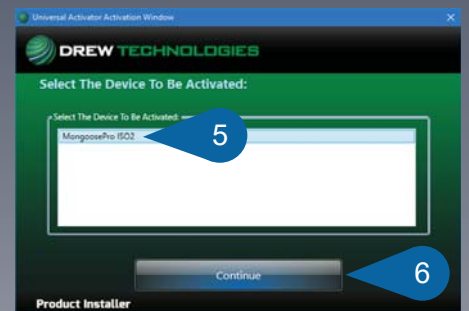 Universal Activator Activation Window
DREW TECHNOLOGIES
Select The Device To Be Activated:
Select The Device To Be Activated:
MongoosePro ISO2
5
Continue
6
Product Installer